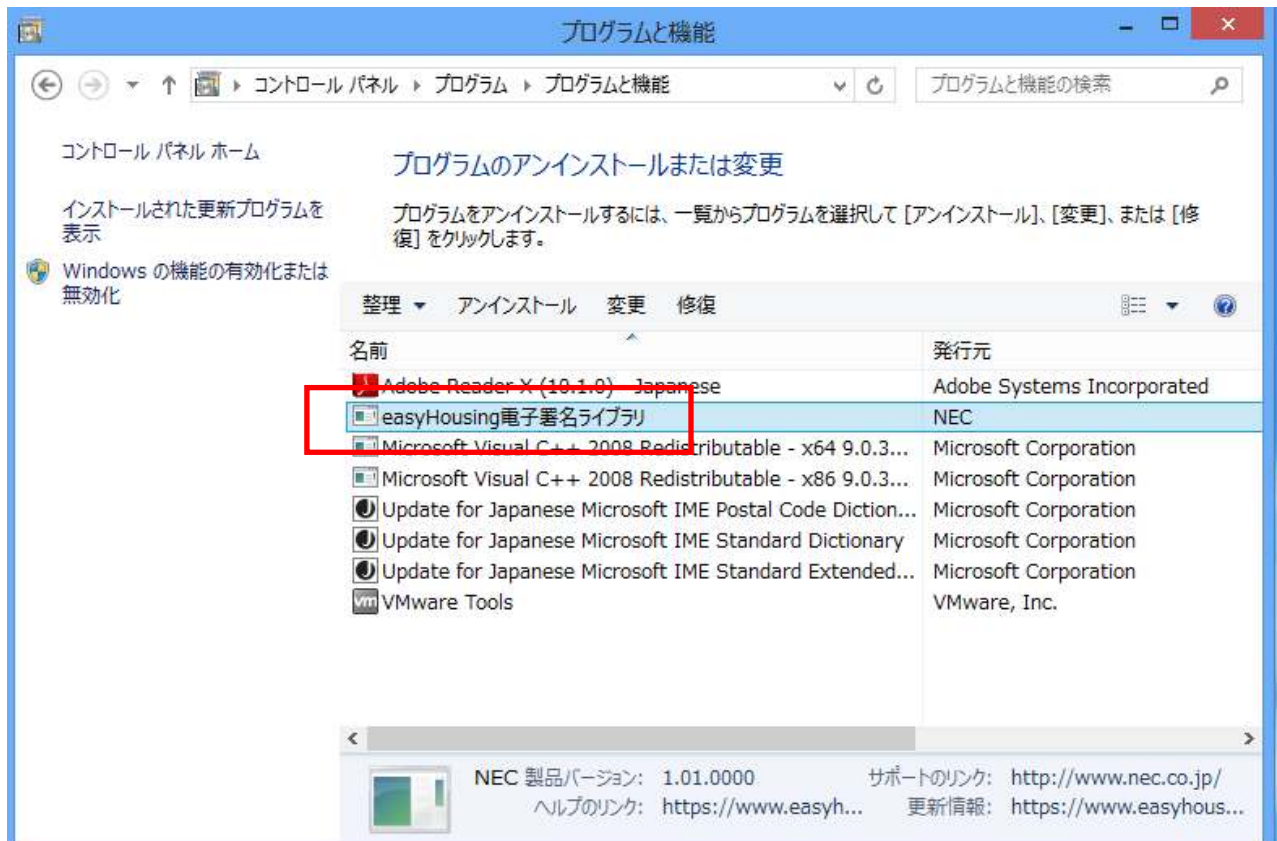 プログラムと機能
コントロール パネル ▸ プログラム ▸ プログラムと機能
プログラムと機能の検索
コントロール パネル ホーム
インストールされた更新プログラムを
表示
Windows の機能の有効化または
無効化
プログラムのアンインストールまたは変更
プログラムをアンインストールするには、一覧からプログラムを選択して [アンインストール]、[変更]、または [修
復] をクリックします。
整理 アンインストール 変更 修復
名前 発行元
Adobe Reader X (10.1.0) - Japanese Adobe Systems Incorporated
easyHousing電子署名ライブラリ NEC
Microsoft Visual C++ 2008 Redistributable - x64 9.0.3... Microsoft Corporation
Microsoft Visual C++ 2008 Redistributable - x86 9.0.3... Microsoft Corporation
Update for Japanese Microsoft IME Postal Code Diction... Microsoft Corporation
Update for Japanese Microsoft IME Standard Dictionary Microsoft Corporation
Update for Japanese Microsoft IME Standard Extended... Microsoft Corporation
VMware Tools VMware, Inc.
NEC 製品バージョン: 1.01.0000 サポートのリンク: http://www.nec.co.jp/
ヘルプのリンク: https://www.easyh... 更新情報: https://www.easyhous...